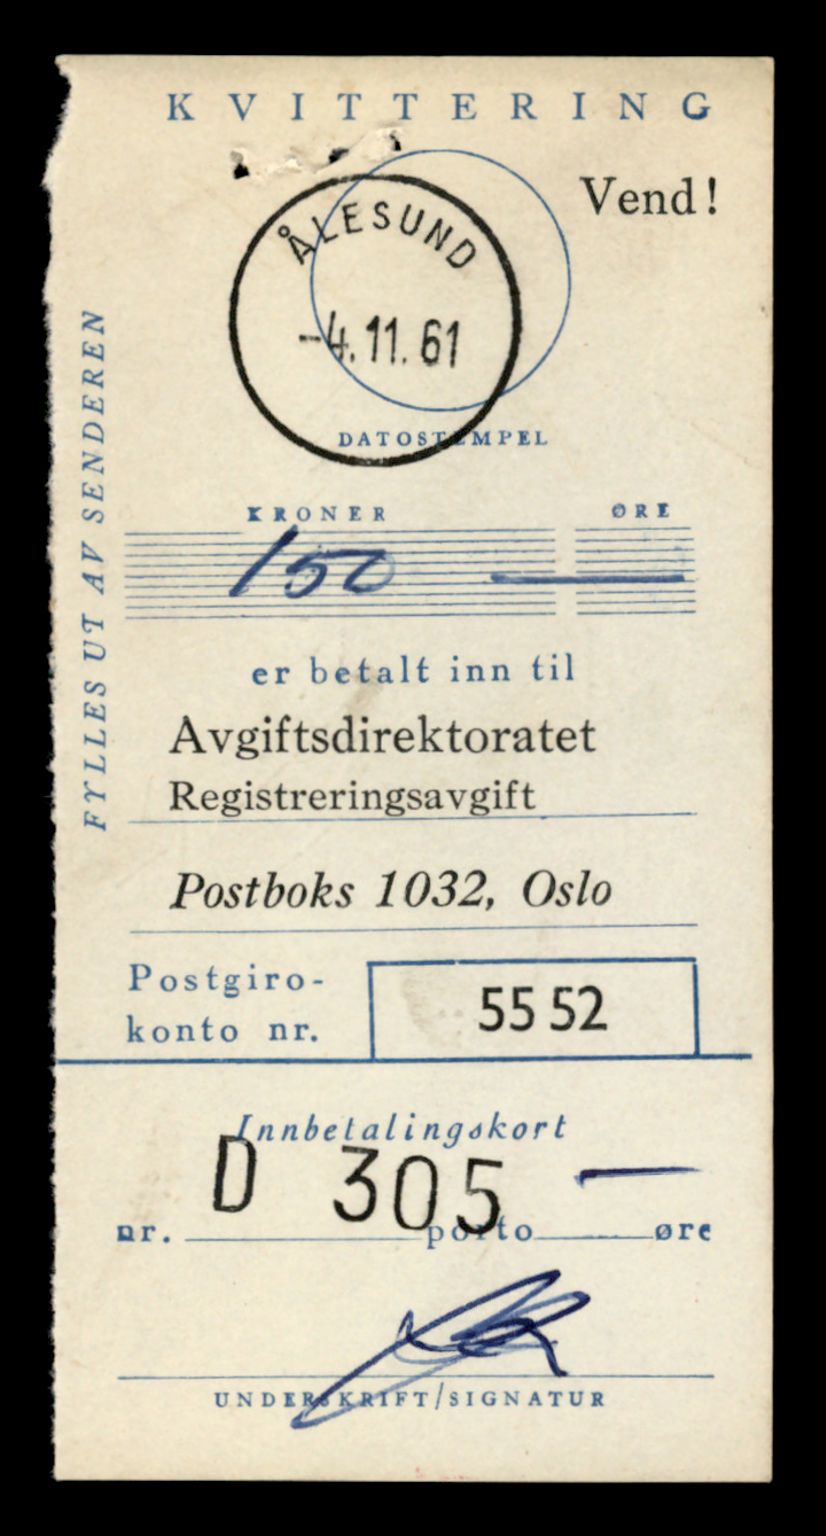 KVITTERING
Vend!
ÅLESUND
-4.11.61
DATOSTEMPEL
FYLLES UT AV SENDEREN
KRONER ØRE
150 —
er betalt inn til
Avgiftsdirektoratet
Registreringsavgift
Postboks 1032, Oslo
Postgiro-
konto nr.
55 52
Innbetalingskort
D 305 —
nr. porto øre
UNDERSKRIFT/SIGNATUR